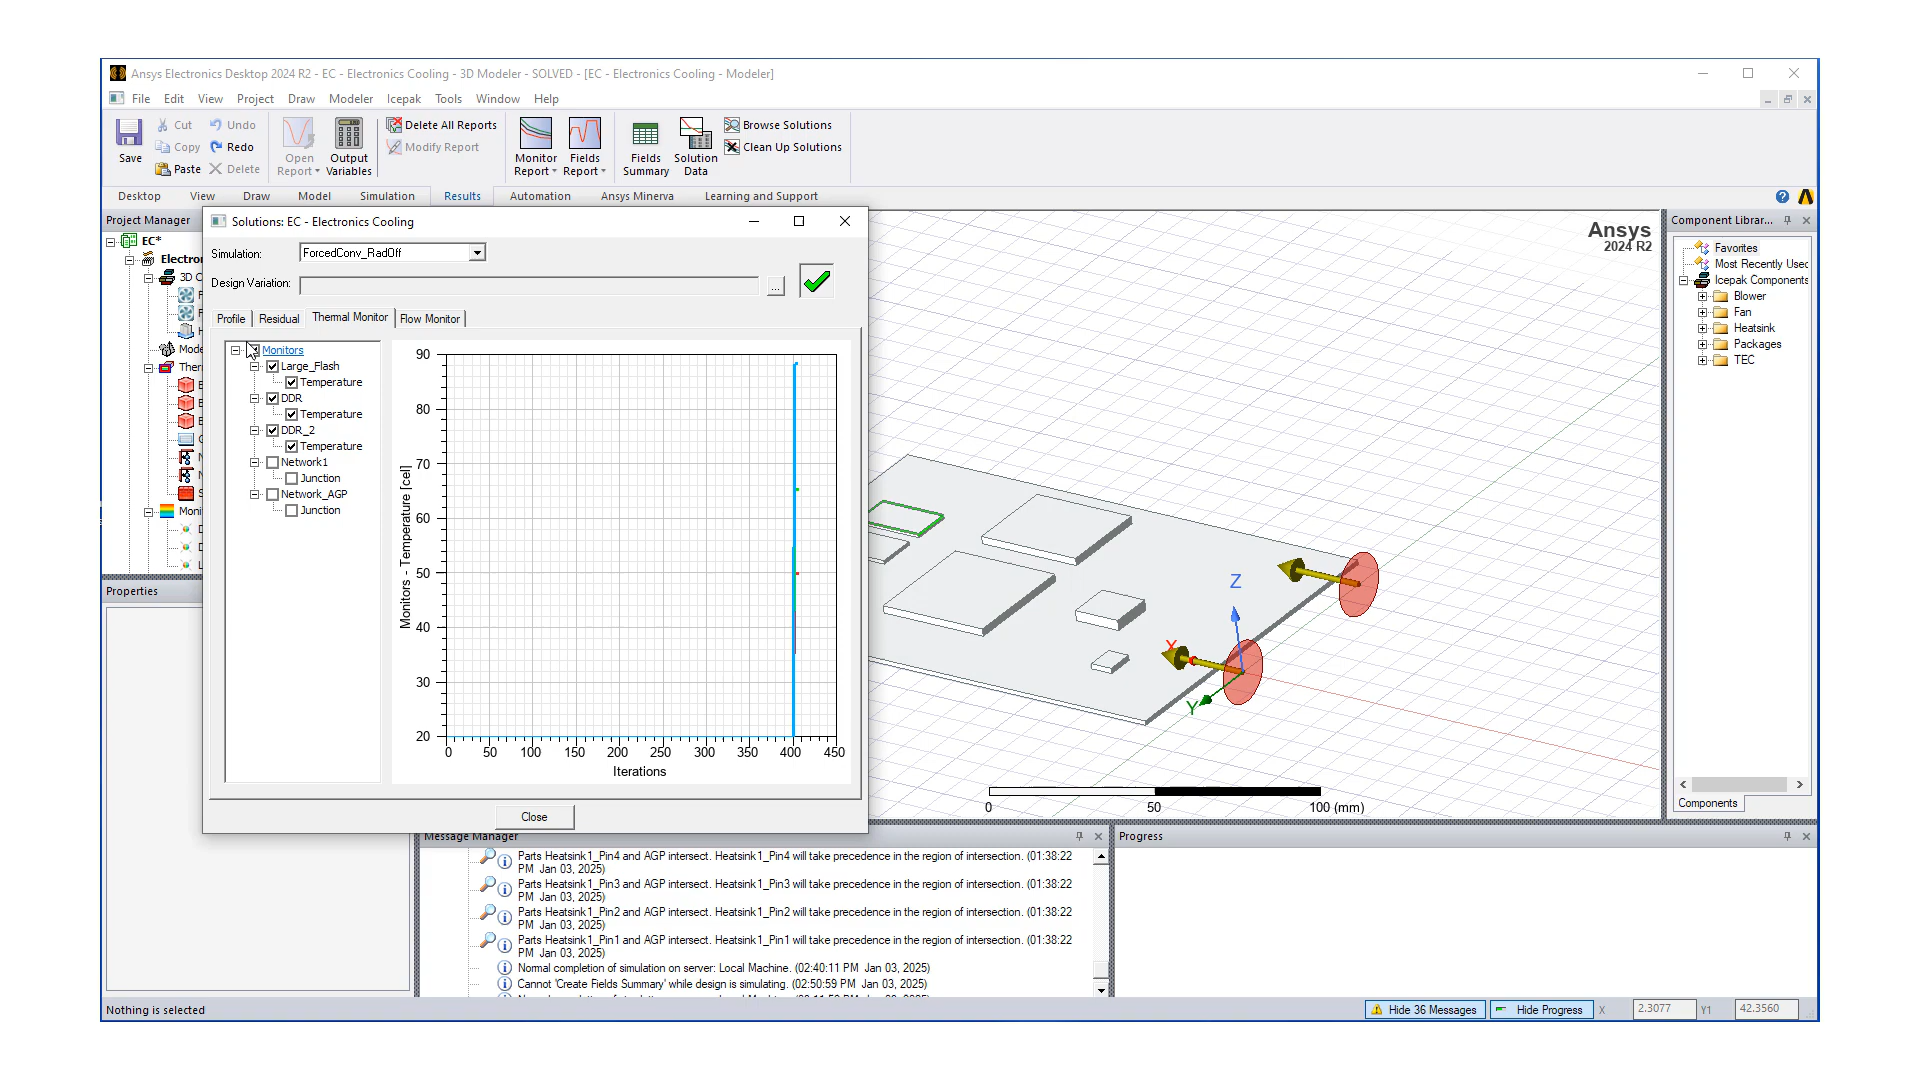 Ansys Electronics Desktop 2024 R2 - EC - Electronics Cooling - 3D Modeler - SOLVED - [EC - Electronics Cooling - Modeler]
File Edit View Project Draw Modeler Icepak Tools Window Help
Save
Cut
Copy
Paste
Undo
Redo
Delete
Open Report
Output Variables
Delete All Reports
Modify Report
Monitor Report
Fields Report
Fields Summary
Solution Data
Browse Solutions
Clean Up Solutions
Desktop View Draw Model Simulation Results Automation Ansys Minerva Learning and Support
Project Manager
EC*
Electro
3D C
Mode
Ther
Moni
Properties
Solutions: EC - Electronics Cooling
Simulation: ForcedConv_RadOff
Design Variation:
...
Profile Residual Thermal Monitor Flow Monitor
Monitors
Large_Flash
Temperature
DDR
Temperature
DDR_2
Temperature
Network1
Junction
Network_AGP
Junction
Monitors - Temperature [cel]
90
80
70
60
50
40
30
20
0 50 100 150 200 250 300 350 400 450
Iterations
Close
Ansys
2024 R2
Z
X
Y
0 50 100 (mm)
Component Librar...
Favorites
Most Recently Used
Icepak Components
Blower
Fan
Heatsink
Packages
TEC
Components
Message Manager
Parts Heatsink1_Pin4 and AGP intersect. Heatsink1_Pin4 will take precedence in the region of intersection. (01:38:22
PM Jan 03, 2025)
Parts Heatsink1_Pin3 and AGP intersect. Heatsink1_Pin3 will take precedence in the region of intersection. (01:38:22
PM Jan 03, 2025)
Parts Heatsink1_Pin2 and AGP intersect. Heatsink1_Pin2 will take precedence in the region of intersection. (01:38:22
PM Jan 03, 2025)
Parts Heatsink1_Pin1 and AGP intersect. Heatsink1_Pin1 will take precedence in the region of intersection. (01:38:22
PM Jan 03, 2025)
Normal completion of simulation on server: Local Machine. (02:40:11 PM Jan 03, 2025)
Cannot 'Create Fields Summary' while design is simulating. (02:50:59 PM Jan 03, 2025)
Progress
Nothing is selected
Hide 36 Messages
Hide Progress
X 2.3077 Y1 42.3560